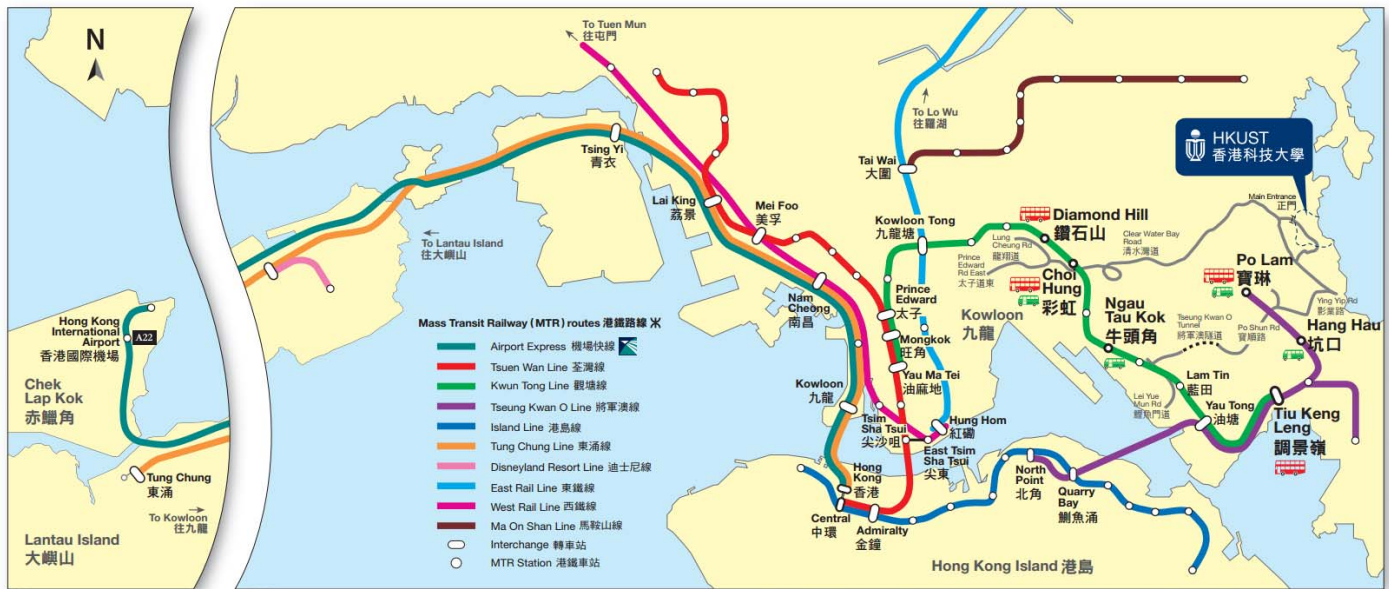 N
To Tuen Mun
往屯門
Tsing Yi
青衣
Lai King
荔景
Mei Foo
美孚
To Lantau Island
往大嶼山
To Lo Wu
往羅湖
Tai Wai
大圍
HKUST
香港科技大學
Main Entrance
正門
Kowloon Tong
九龍塘
Lung
Cheung Rd
龍翔道
Diamond Hill
鑽石山
Clear Water Bay
Road
清水灣道
Prince
Edward
Rd East
太子道東
Choi
Hung
彩虹
Po Lam
寶琳
Ying Yip Rd
影業路
Nam
Cheong
南昌
Prince
Edward
太子
Kowloon
九龍
Ngau
Tau Kok
牛頭角
Tseung Kwan O
Tunnel
將軍澳隧道
Po Shun Rd
寶順路
Hang Hau
坑口
Mongkok
旺角
Yau Ma Tei
油麻地
Lei Yue
Mun Rd
鯉魚門道
Lam Tin
藍田
Yau Tong
油塘
Tiu Keng
Leng
調景嶺
Hong Kong
International
Airport
香港國際機場
A22
Chek
Lap Kok
赤鱲角
Mass Transit Railway (MTR) routes 港鐵路線
Airport Express 機場快線
Tsuen Wan Line 荃灣線
Kwun Tong Line 觀塘線
Tseung Kwan O Line 將軍澳線
Island Line 港島線
Tung Chung Line 東涌線
Disneyland Resort Line 迪士尼線
East Rail Line 東鐵線
West Rail Line 西鐵線
Ma On Shan Line 馬鞍山線
Interchange 轉車站
MTR Station 港鐵車站
Kowloon
九龍
Tsim
Sha Tsui
尖沙咀
Hung Hom
紅磡
East Tsim
Sha Tsui
尖東
Hong
Kong
香港
Central
中環
Admiralty
金鐘
North
Point
北角
Quarry
Bay
鰂魚涌
Tung Chung
東涌
To Kowloon
往九龍
Lantau Island
大嶼山
Hong Kong Island 港島